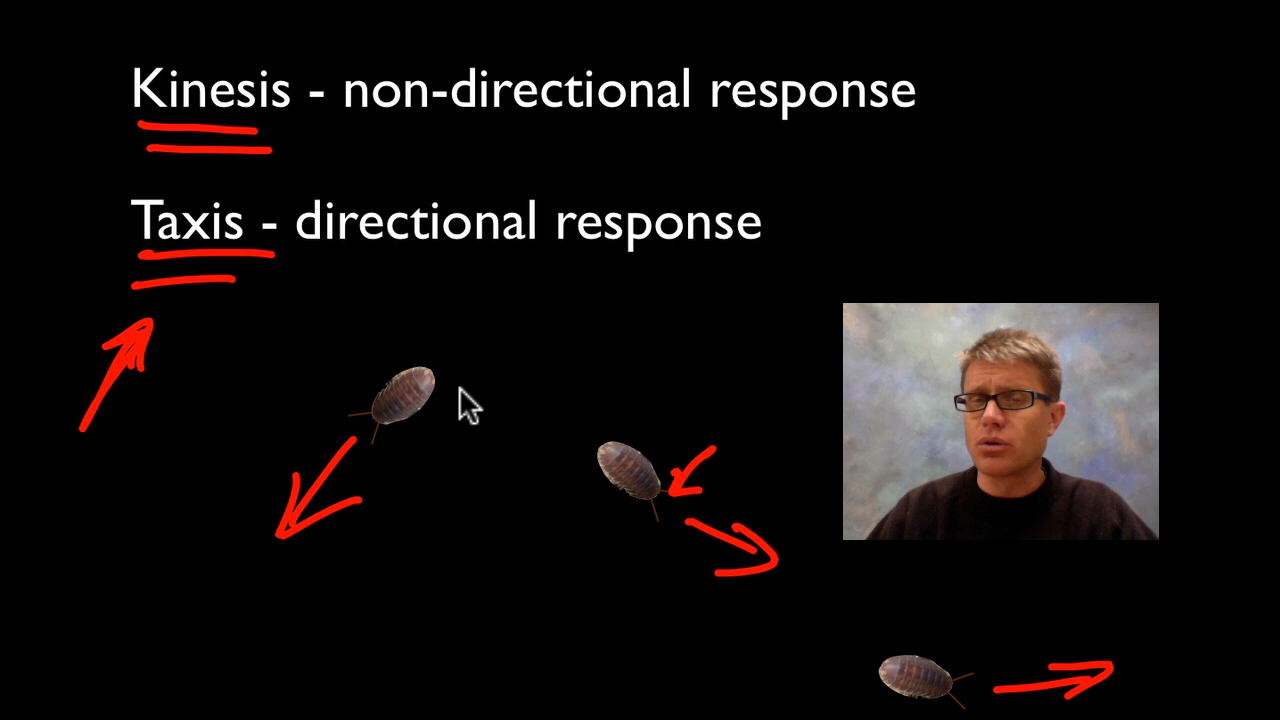 Kinesis - non-directional response
Taxis - directional response